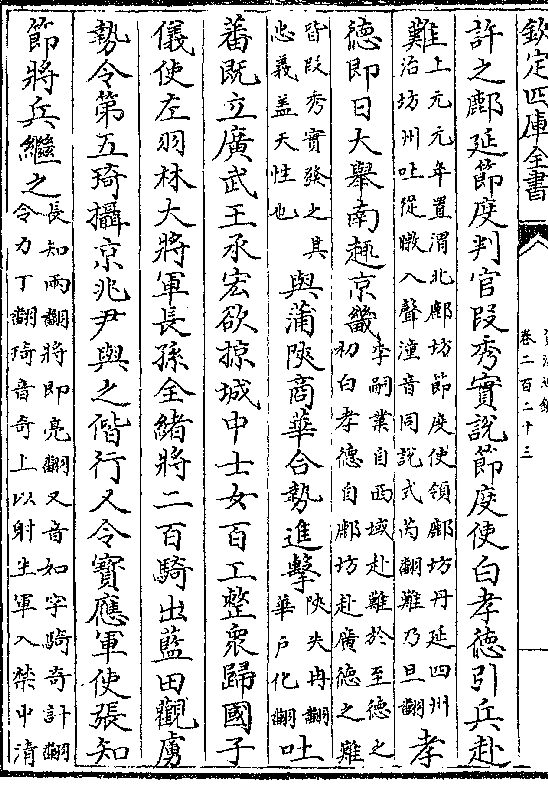 欽定四庫全書
資治通鑑
卷二百二十三
許之鄜延節度判官段秀實說節度使白孝德引兵赴
難上元元年置渭北鄜坊節度使領鄜坊丹延四州治坊州吐從暾入聲潼音同說式芮翻難乃旦翻孝
德即日大舉南趣京畿李嗣業自西域赴難於至德之初白孝德自鄜坊赴廣德之難
皆段秀實發之其忠義蓋天性也與蒲陜商華合勢進擊陜失冉翻華户化翻吐
蕃既立廣武王承宏欲掠城中士女百工整衆歸國子
儀使左羽林大將軍長孫全緒將二百騎出藍田觀虜
勢令第五琦攝京兆尹與之偕行又令寶應軍使張知
節將兵繼之長知兩翻將即亮翻又音如字騎奇計翻令力丁翻琦音奇上以射生軍入禁中清